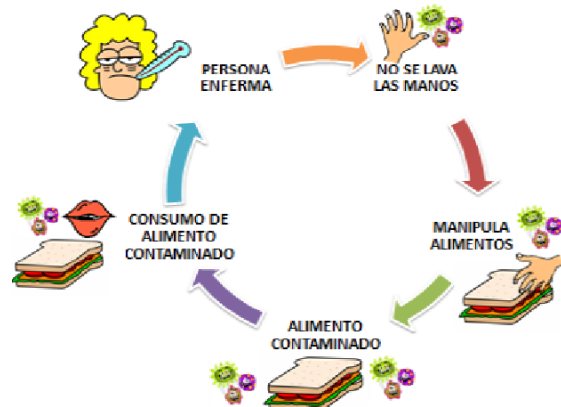 PERSONA
ENFERMA
NO SE LAVA
LAS MANOS
MANIPULA
ALIMENTOS
ALIMENTO
CONTAMINADO
CONSUMO DE
ALIMENTO
CONTAMINADO